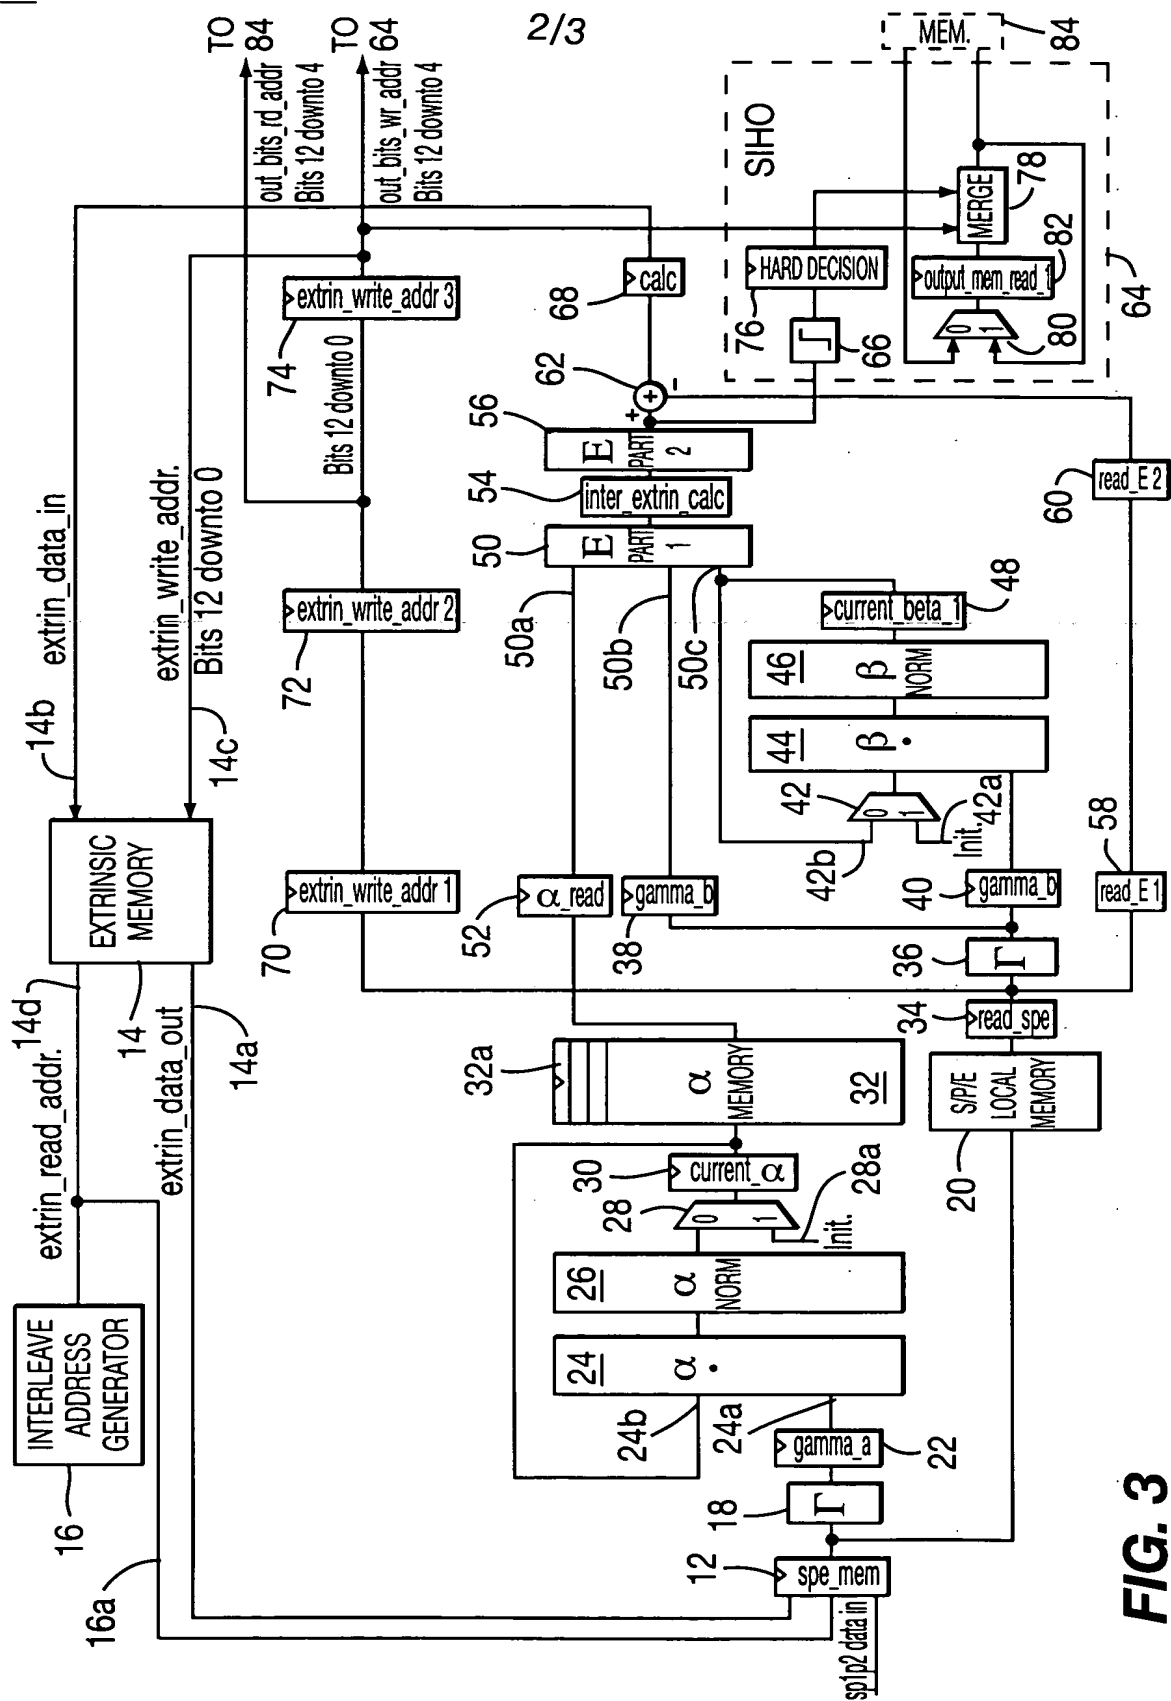 2/3
FIG. 3
INTERLEAVE
ADDRESS
GENERATOR
16
16a
extrin_read_addr.
14d
EXTRINSIC
MEMORY
14
14a
extrin_data_out
14b
extrin_data_in
14c
extrin_write_addr.
Bits 12 downto 0
TO
84
out_bits_rd_addr
Bits 12 downto 4
TO
64
out_bits_wr_addr
Bits 12 downto 4
extrin_write_addr 1
70
extrin_write_addr 2
72
Bits 12 downto 0
extrin_write_addr 3
74
sp1p2 data in
spe_mem
12
Γ
18
gamma_a
22
24a
24b
24
α
26
α
NORM
28
0
1
Init.
28a
current_α
30
α
MEMORY
32
32a
α_read
52
S/P/E
LOCAL
MEMORY
20
read_spe
34
Γ
36
gamma_b
38
gamma_b
40
42
0
1
Init.
42a
42b
44
β
46
β
NORM
current_beta_1
48
50a
50b
50c
E
PART
1
50
inter_extrin_calc
54
E
PART
2
56
read_E 1
58
read_E 2
60
+
+
-
62
calc
68
SIHO
66
HARD DECISION
76
MERGE
78
0
1
80
output_mem_read_1
82
64
MEM.
84